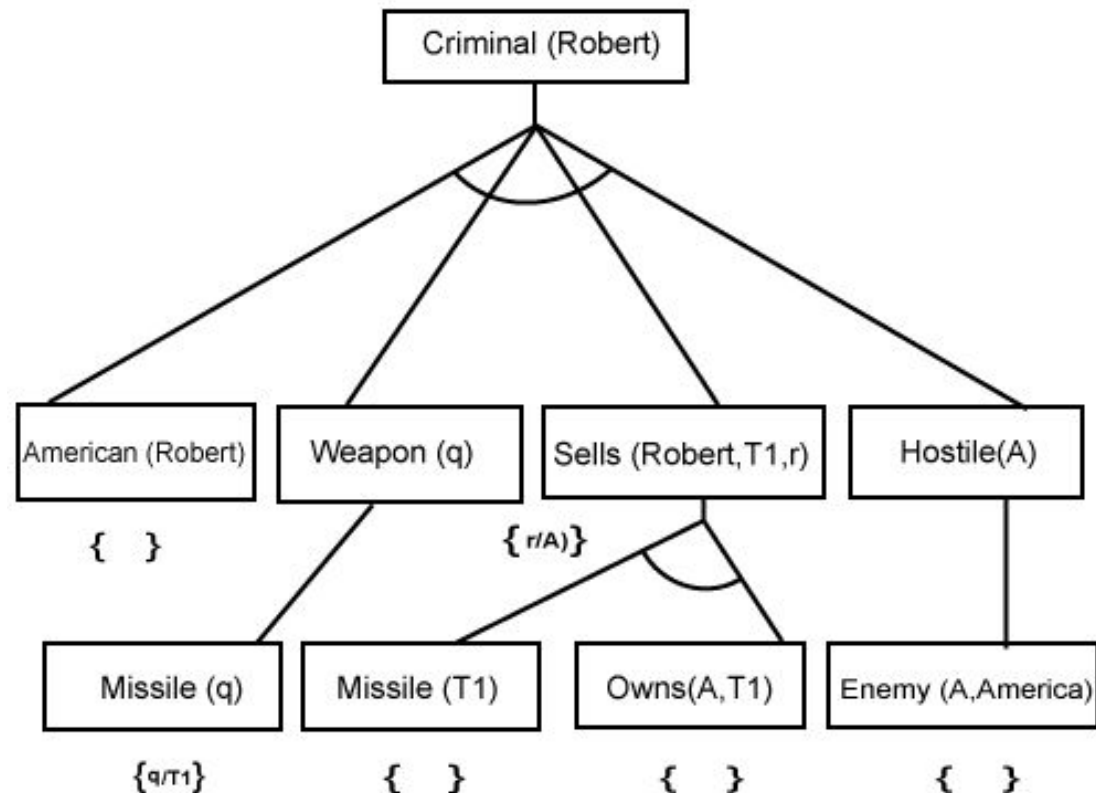 Criminal (Robert)
American (Robert)
Weapon (q)
Sells (Robert,T1,r)
Hostile(A)
{ }
{ r/A)}
Missile (q)
Missile (T1)
Owns(A,T1)
Enemy (A,America)
{q/T1}
{ }
{ }
{ }